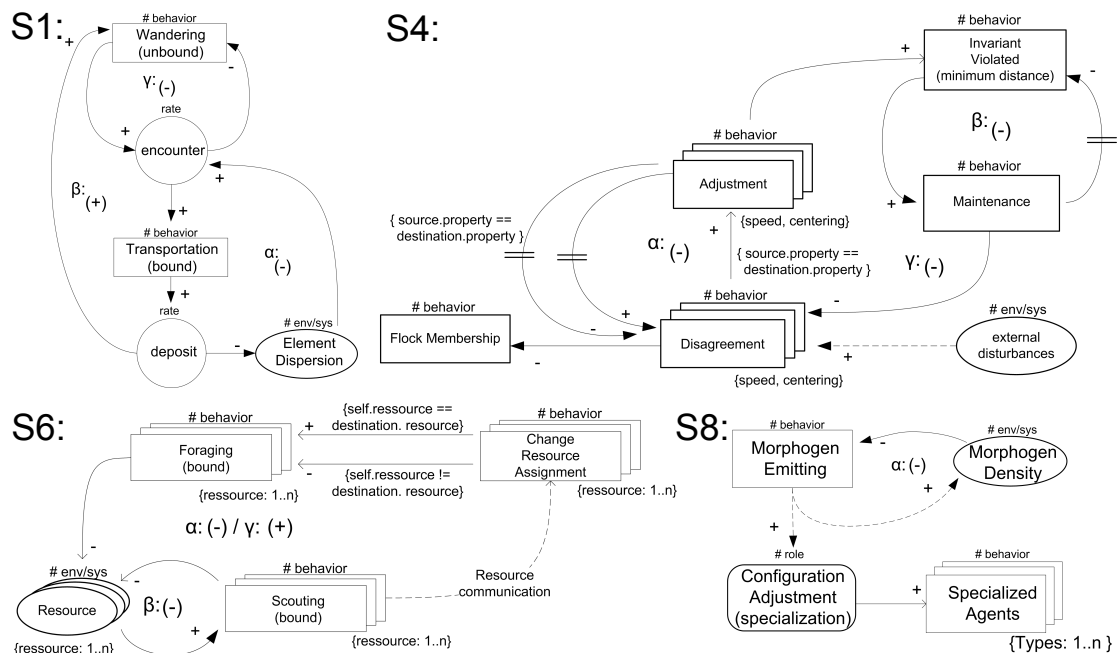 S1:
# behavior
Wandering
(unbound)
+
-
γ: (-)
rate
+
encounter
+
β:
(+)
+
# behavior
Transportation
(bound)
α:
(-)
+
rate
deposit
-
# env/sys
Element
Dispersion
S4:
# behavior
Invariant
Violated
(minimum distance)
+
-
β: (-)
# behavior
Adjustment
{speed, centering}
+
# behavior
Maintenance
{ source.property ==
destination.property }
α: (-)
+
{ source.property ==
destination.property }
γ: (-)
# behavior
Flock Membership
-
-
+
# behavior
Disagreement
{speed, centering}
-
+
# env/sys
external
disturbances
S6:
# behavior
Foraging
(bound)
{ressource: 1..n}
+
{self.ressource ==
destination. resource}
-
{self.ressource !=
destination. resource}
# behavior
Change
Resource
Assignment
{ressource: 1..n}
α: (-) / γ: (+)
-
# env/sys
Resource
{ressource: 1..n}
-
β: (-)
+
# behavior
Scouting
(bound)
{ressource: 1..n}
Resource
communication
S8:
# behavior
Morphogen
Emitting
-
α: (-)
+
# env/sys
Morphogen
Density
+
# role
Configuration
Adjustment
(specialization)
+
# behavior
Specialized
Agents
{Types: 1..n }